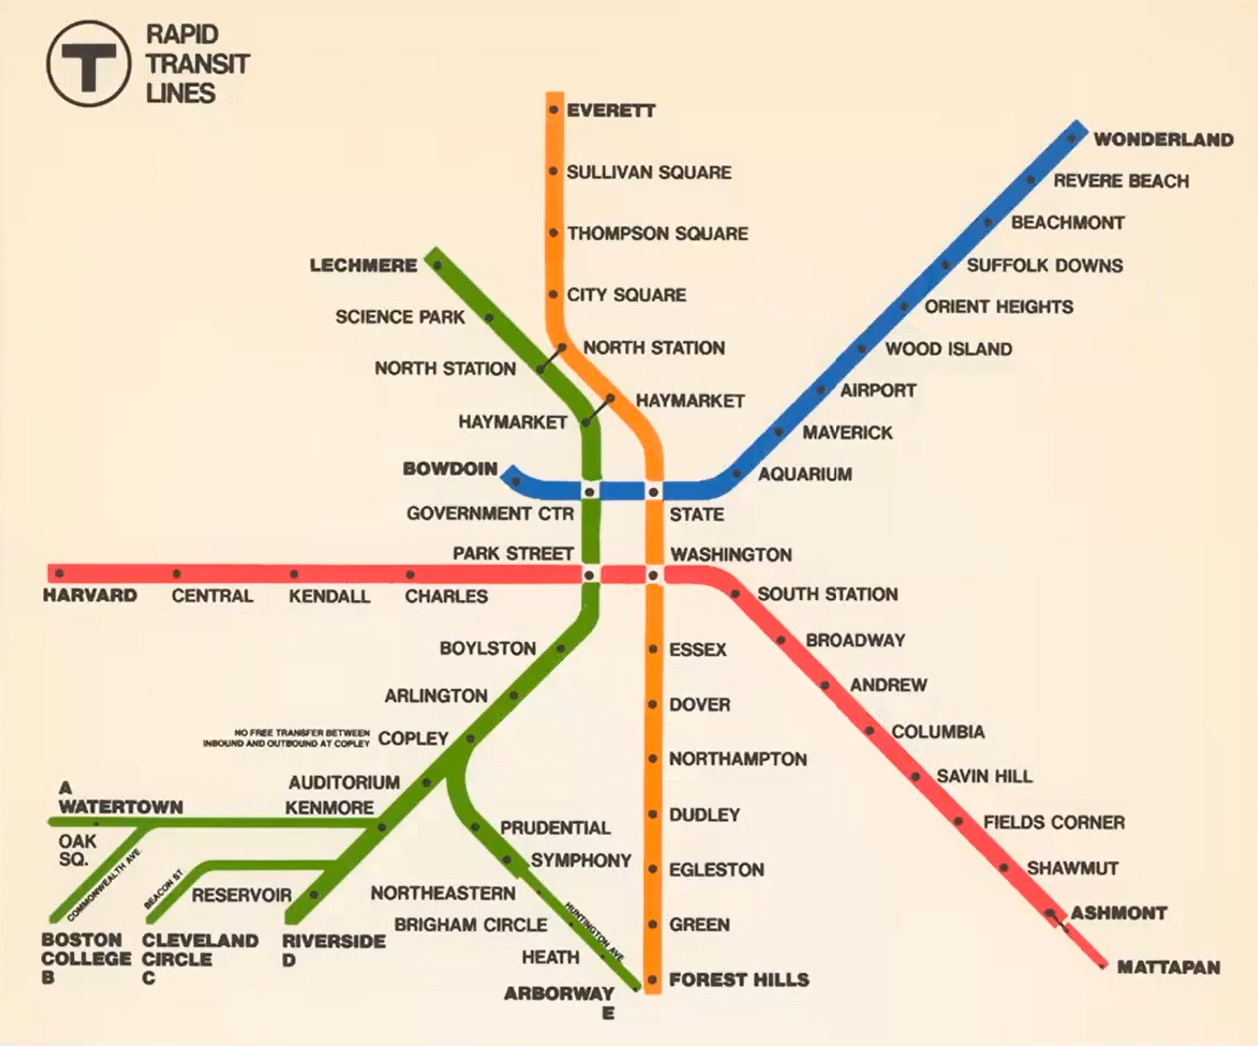 T
RAPID
TRANSIT
LINES
EVERETT
WONDERLAND
SULLIVAN SQUARE
REVERE BEACH
THOMPSON SQUARE
BEACHMONT
LECHMERE
SUFFOLK DOWNS
CITY SQUARE
ORIENT HEIGHTS
SCIENCE PARK
NORTH STATION
WOOD ISLAND
NORTH STATION
AIRPORT
HAYMARKET
HAYMARKET
MAVERICK
BOWDOIN
AQUARIUM
GOVERNMENT CTR
STATE
PARK STREET
WASHINGTON
HARVARD
CENTRAL
KENDALL
CHARLES
SOUTH STATION
BOYLSTON
ESSEX
BROADWAY
ARLINGTON
DOVER
ANDREW
NO FREE TRANSFER BETWEEN
INBOUND AND OUTBOUND AT COPLEY
COPLEY
COLUMBIA
NORTHAMPTON
SAVIN HILL
AUDITORIUM
A
WATERTOWN
KENMORE
DUDLEY
FIELDS CORNER
PRUDENTIAL
OAK
SQ.
COMMONWEALTH AVE.
SYMPHONY
EGLESTON
SHAWMUT
BEACON ST
RESERVOIR
NORTHEASTERN
HUNTINGTON AVE
BRIGHAM CIRCLE
GREEN
ASHMONT
BOSTON
COLLEGE
B
CLEVELAND
CIRCLE
C
RIVERSIDE
D
HEATH
MATTAPAN
FOREST HILLS
ARBORWAY
E